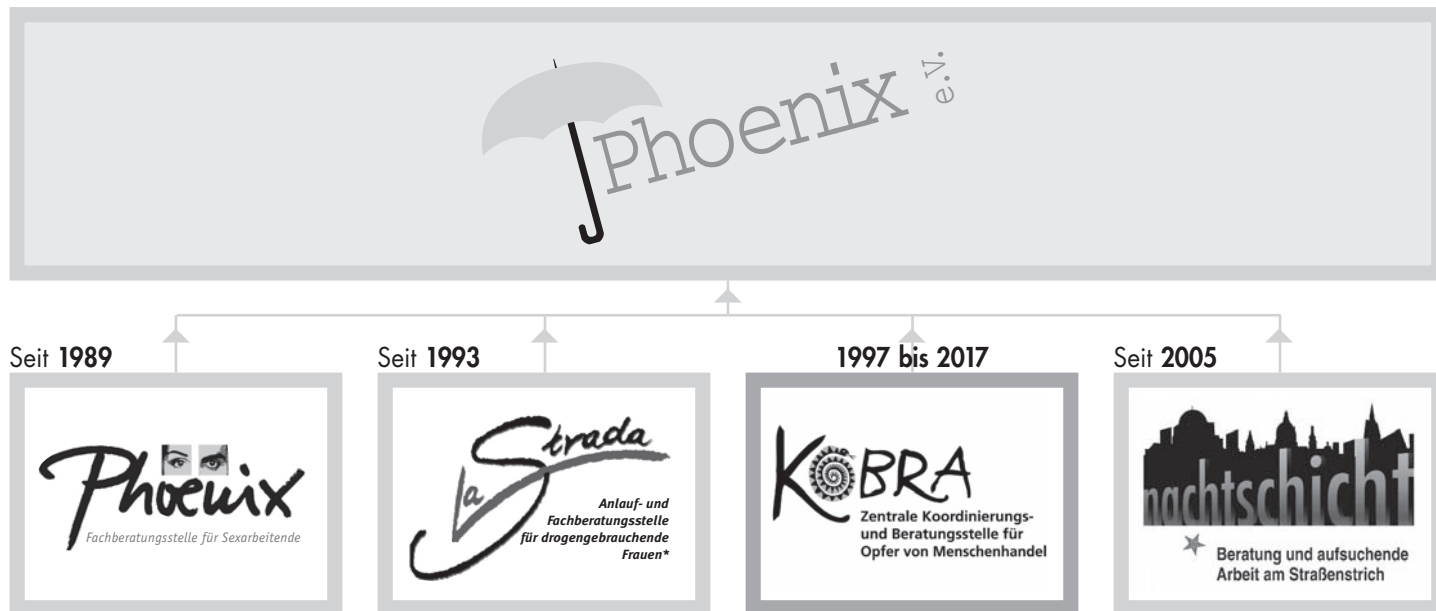 Phoenix e.V.
Seit 1989
Phoenix
Fachberatungsstelle für Sexarbeitende
Seit 1993
La Strada
Anlauf- und
Fachberatungsstelle
für drogengebrauchende
Frauen*
1997 bis 2017
KOBRA
Zentrale Koordinierungs-
und Beratungsstelle für
Opfer von Menschenhandel
Seit 2005
nachtschicht
Beratung und aufsuchende
Arbeit am Straßenstrich